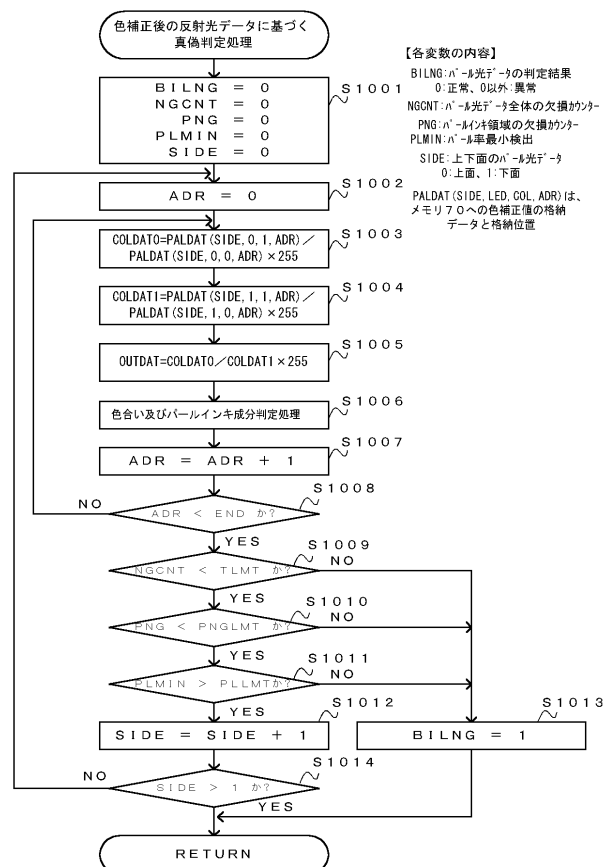 色補正後の反射光データに基づく
真偽判定処理
BILNG = 0
NGCNT = 0
PNG = 0
PLMIN = 0
SIDE = 0
S1001
【各変数の内容】
BILNG:パール光データの判定結果
0:正常、0以外:異常
NGCNT:パール光データ全体の欠損カウンター
PNG:パールインキ領域の欠損カウンター
PLMIN:パール率最小検出
SIDE:上下面のパール光データ
0:上面、1:下面
PALDAT(SIDE,LED,COL,ADR)は、
メモリ70への色補正値の格納
データと格納位置
ADR = 0
S1002
COLDAT0=PALDAT(SIDE,0,1,ADR)/
PALDAT(SIDE,0,0,ADR)×255
S1003
COLDAT1=PALDAT(SIDE,1,1,ADR)/
PALDAT(SIDE,1,0,ADR)×255
S1004
OUTDAT=COLDAT0/COLDAT1×255
S1005
色合い及びパールインキ成分判定処理
S1006
ADR = ADR + 1
S1007
ADR < END か?
S1008
NO
YES
NGCNT < TLMT か?
S1009
NO
YES
PNG < PNGLMT か?
S1010
NO
YES
PLMIN > PLLMTか?
S1011
NO
YES
SIDE = SIDE + 1
S1012
BILNG = 1
S1013
SIDE > 1 か?
S1014
NO
YES
RETURN